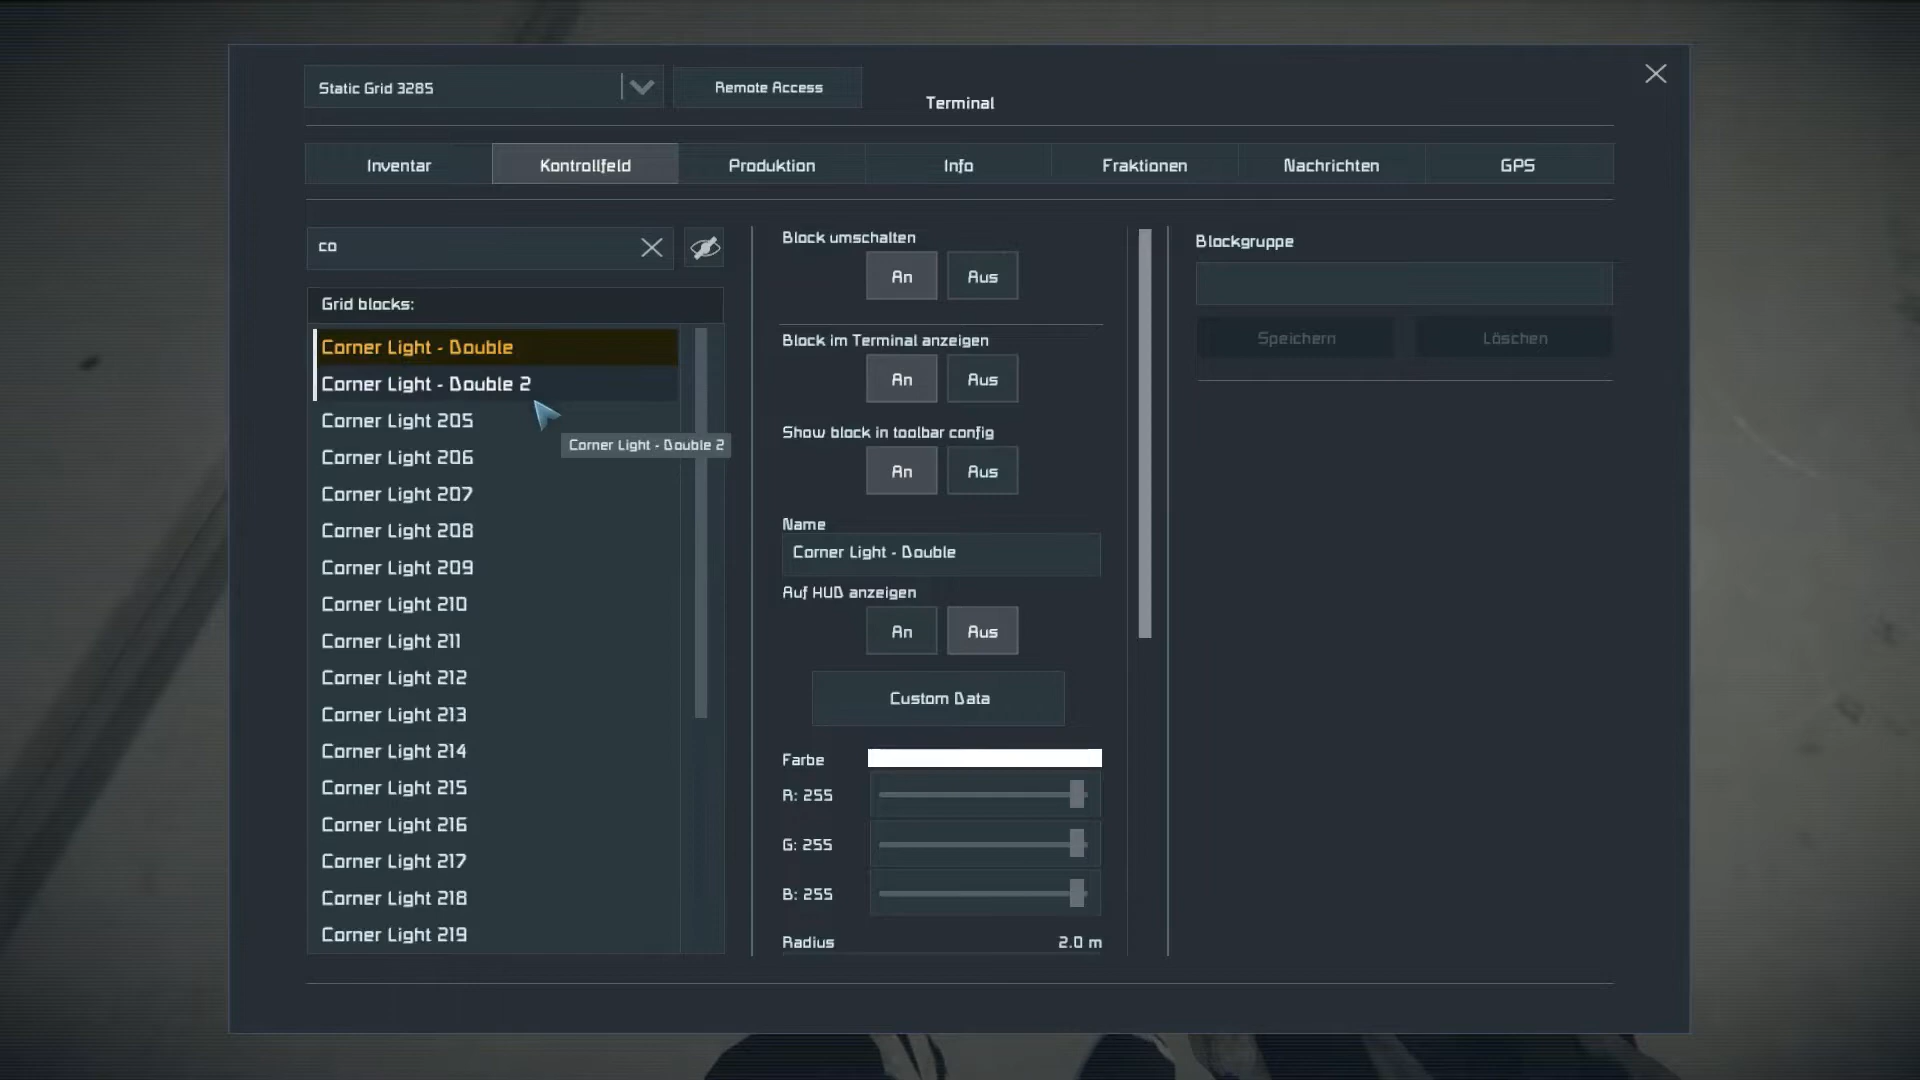 Static Grid 3285
Remote Access
Terminal
Inventar
Kontrollfeld
Produktion
Info
Fraktionen
Nachrichten
GPS
co
Grid blocks:
Corner Light - Double
Corner Light - Double 2
Corner Light 205
Corner Light - Double 2
Corner Light 206
Corner Light 207
Corner Light 208
Corner Light 209
Corner Light 210
Corner Light 211
Corner Light 212
Corner Light 213
Corner Light 214
Corner Light 215
Corner Light 216
Corner Light 217
Corner Light 218
Corner Light 219
Block umschalten
An Aus
Block im Terminal anzeigen
An Aus
Show block in toolbar config
An Aus
Name
Corner Light - Double
Auf HUD anzeigen
An Aus
Custom Data
Farbe
R: 255
G: 255
B: 255
Radius 2.0 m
Blockgruppe
Speichern Löschen